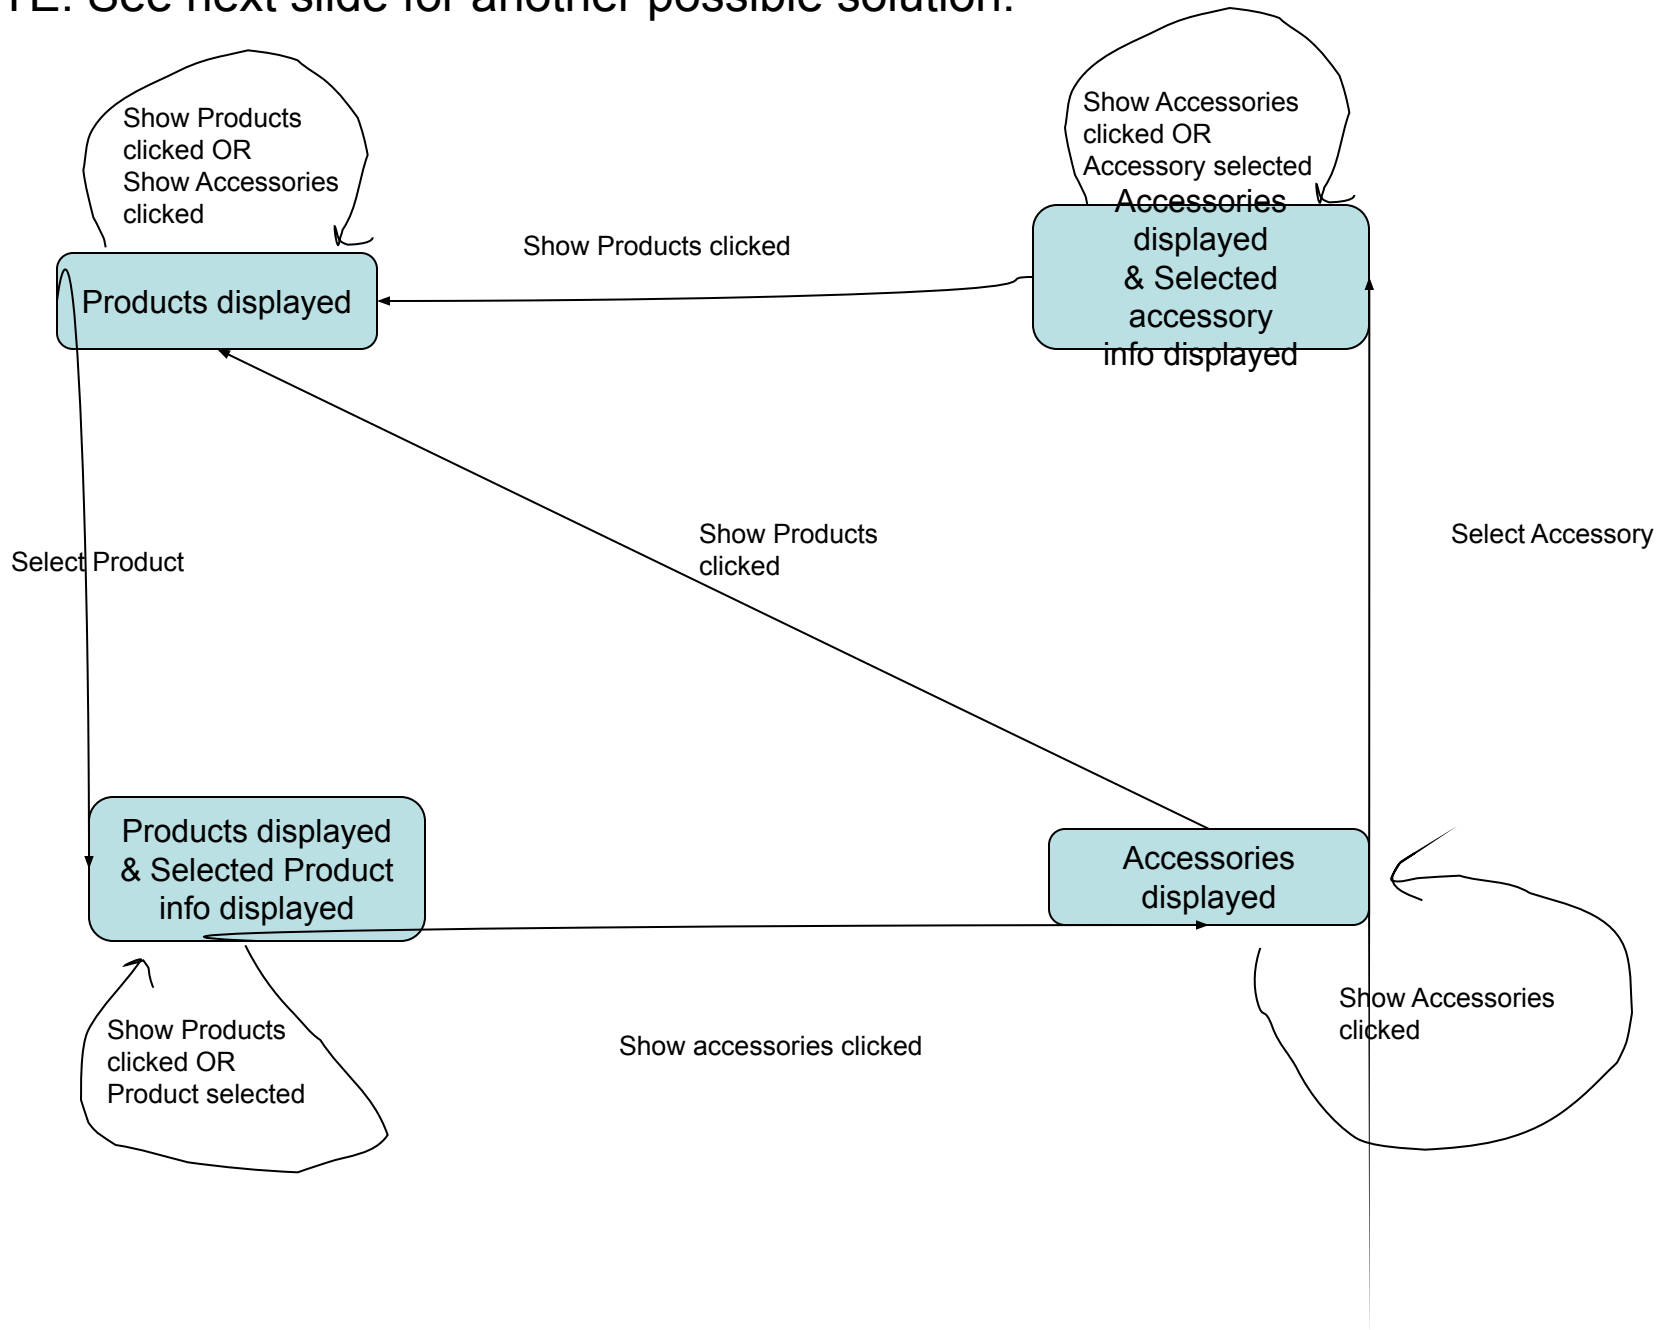 TE: See next slide for another possible solution.
Show Products
clicked OR
Show Accessories
clicked
Show Accessories
clicked OR
Accessory selected
Show Products clicked
Products displayed
Accessories
displayed
& Selected
accessory
info displayed
Select Product
Show Products
clicked
Select Accessory
Products displayed
& Selected Product
info displayed
Accessories
displayed
Show Products
clicked OR
Product selected
Show accessories clicked
Show Accessories
clicked